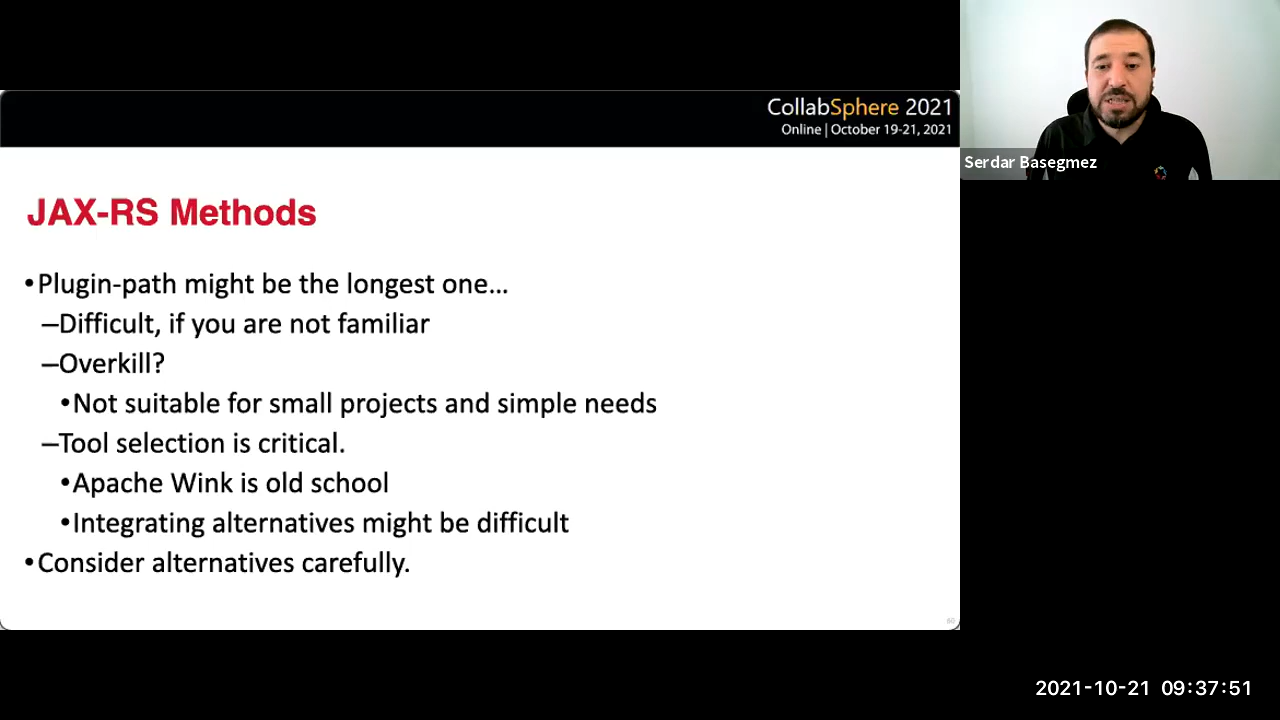 CollabSphere 2021
Online | October 19-21, 2021
Serdar Basegmez
JAX-RS Methods
•Plugin-path might be the longest one…
–Difficult, if you are not familiar
–Overkill?
•Not suitable for small projects and simple needs
–Tool selection is critical.
•Apache Wink is old school
•Integrating alternatives might be difficult
•Consider alternatives carefully.
2021-10-21 09:37:51